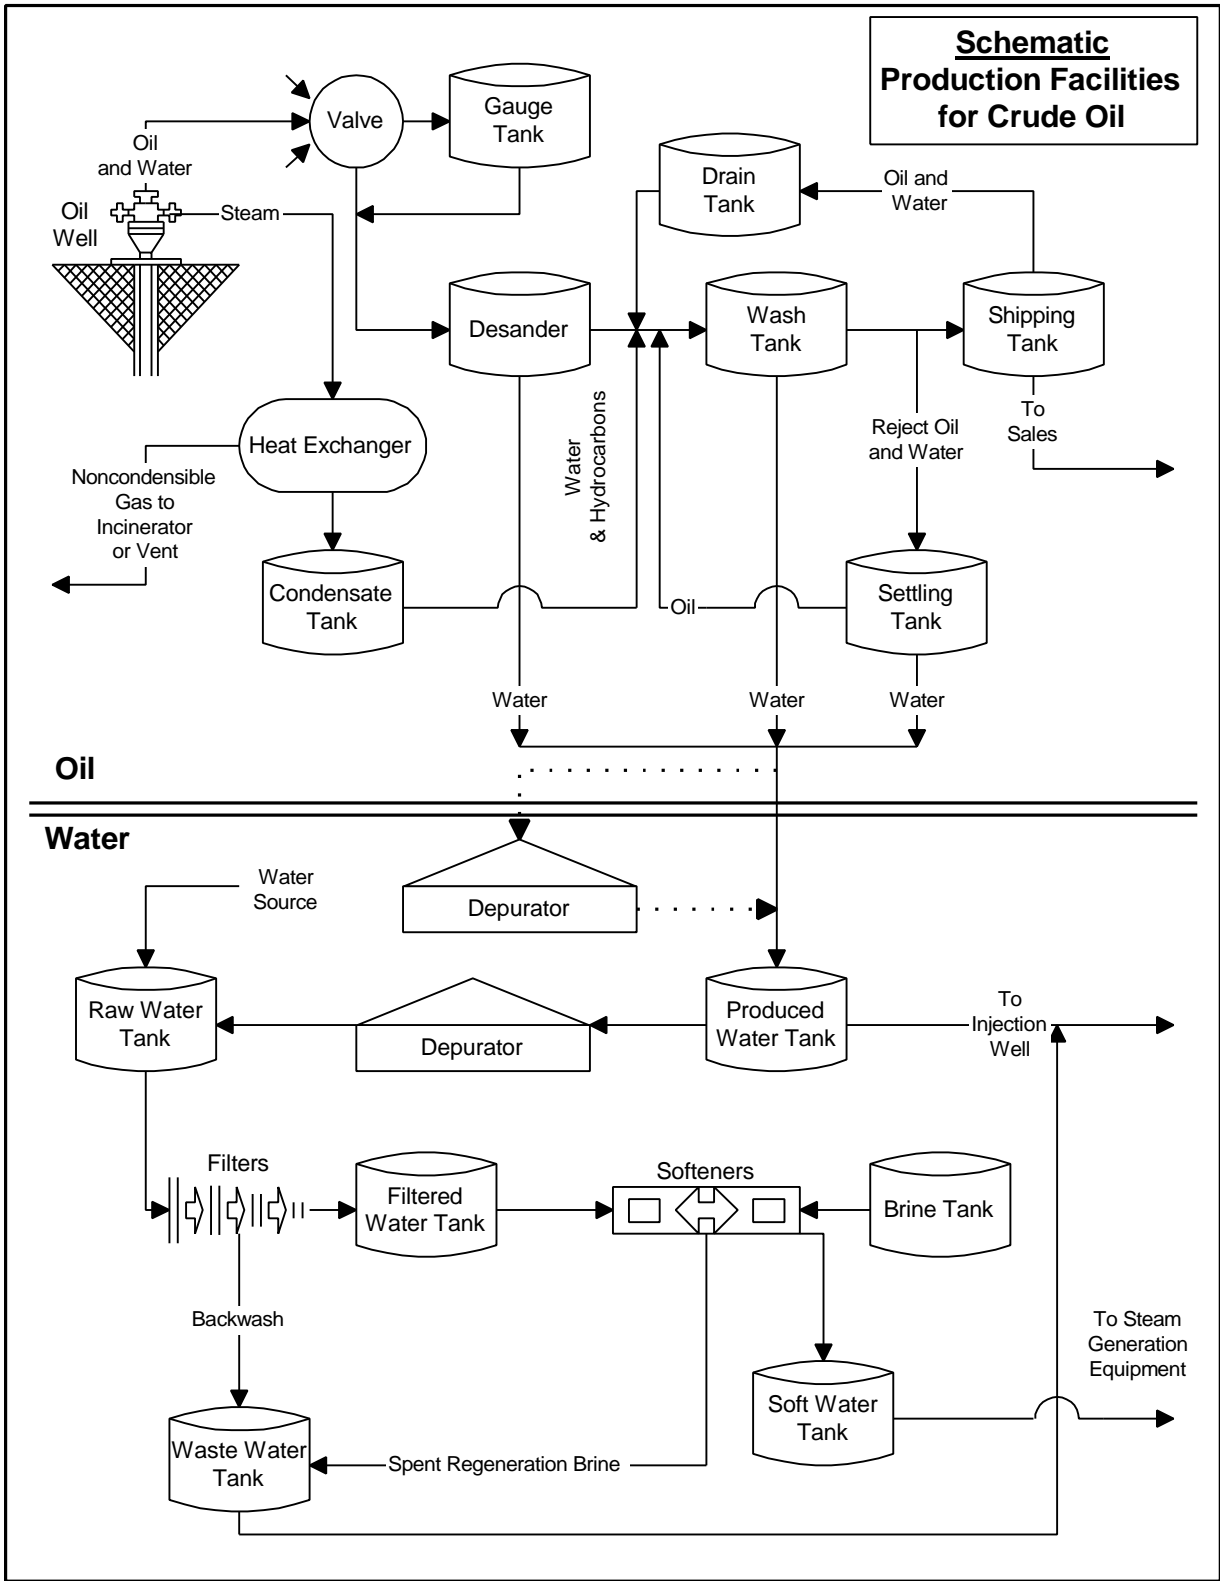 Schematic
Production Facilities
for Crude Oil
Valve
Gauge
Tank
Oil
and Water
Drain
Tank
Oil and
Water
Oil
Well
Steam
Desander
Wash
Tank
Shipping
Tank
Heat Exchanger
Water
& Hydrocarbons
Reject Oil
and Water
To
Sales
Noncondensible
Gas to
Incinerator
or Vent
Condensate
Tank
Oil
Settling
Tank
Water
Water
Water
Oil
Water
Water
Source
Depurator
Raw Water
Tank
Depurator
Produced
Water Tank
To
Injection
Well
Filters
Filtered
Water Tank
Softeners
Brine Tank
Backwash
To Steam
Generation
Equipment
Soft Water
Tank
Waste Water
Tank
Spent Regeneration Brine